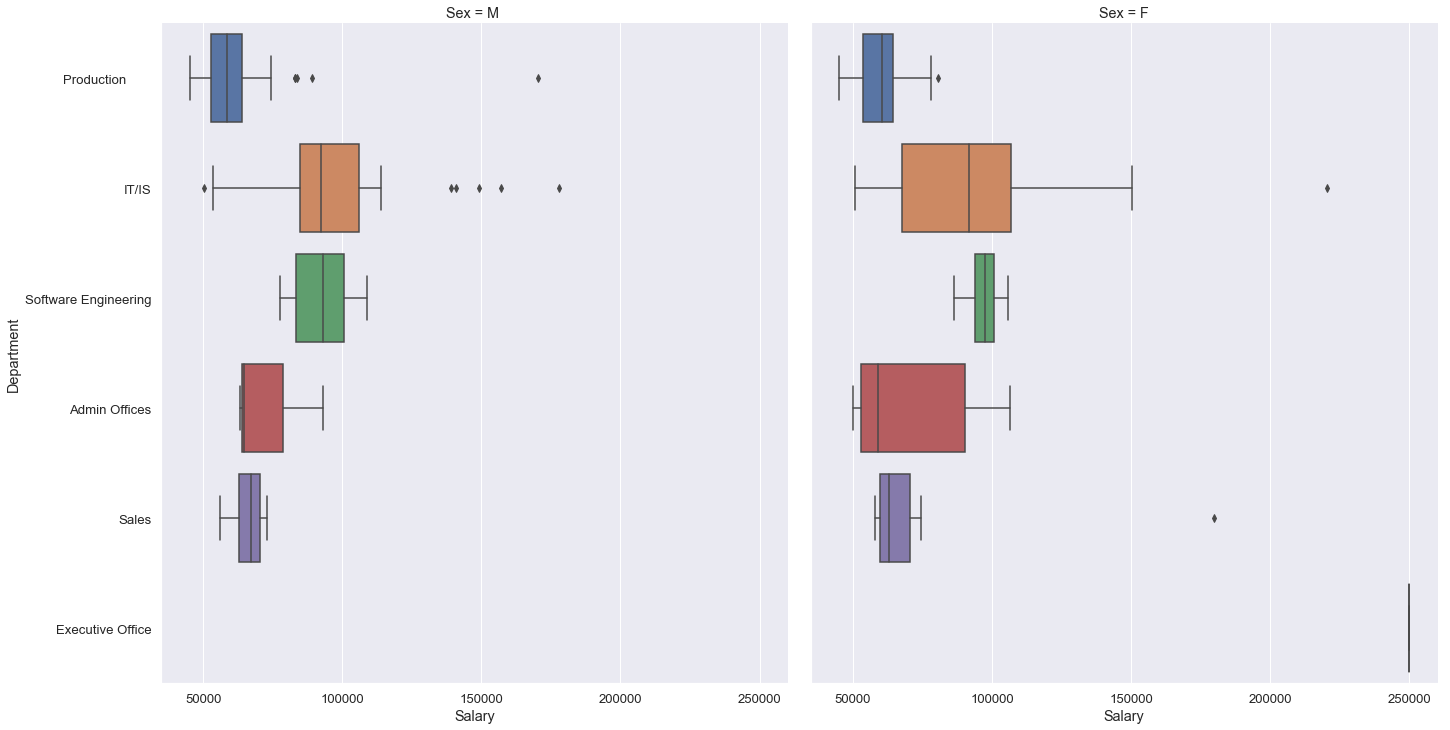 Sex = M
Sex = F
Department
Production
IT/IS
Software Engineering
Admin Offices
Sales
Executive Office
50000 100000 150000 200000 250000
50000 100000 150000 200000 250000
Salary
Salary